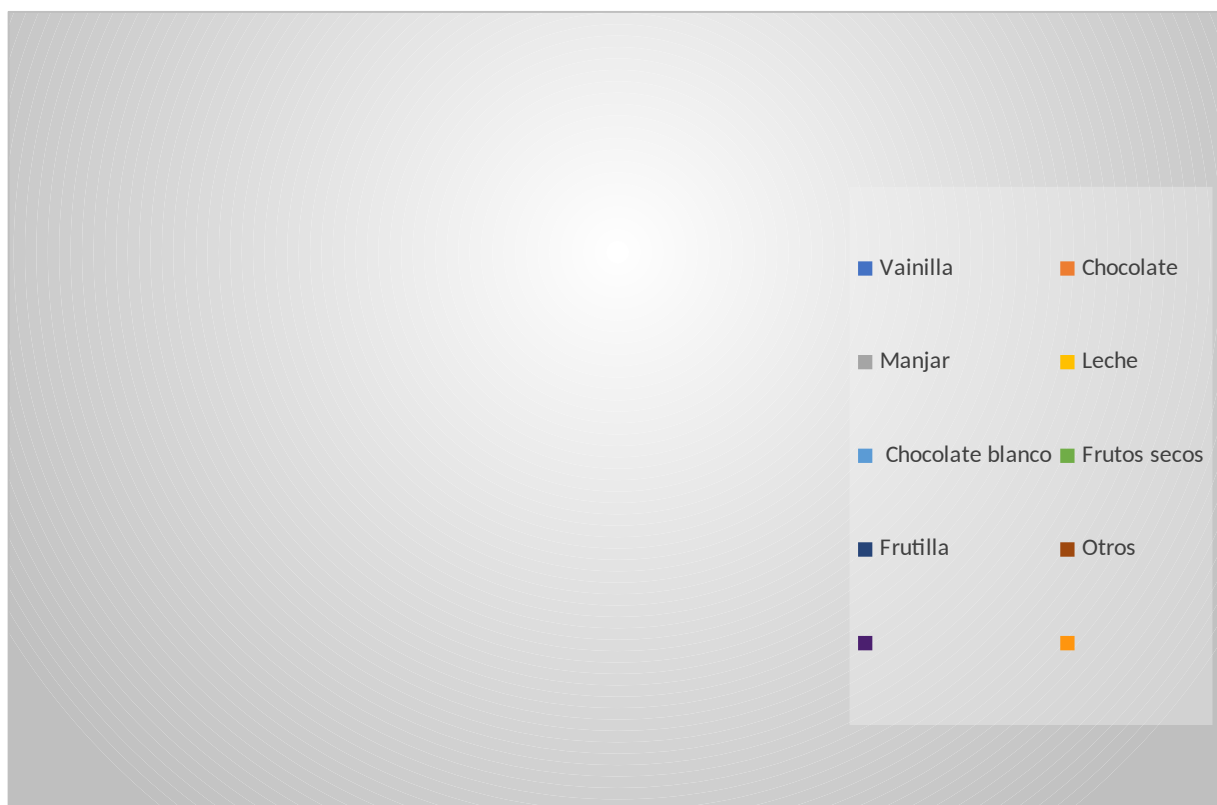 Vainilla Chocolate
Manjar Leche
Chocolate blanco Frutos secos
Frutilla Otros